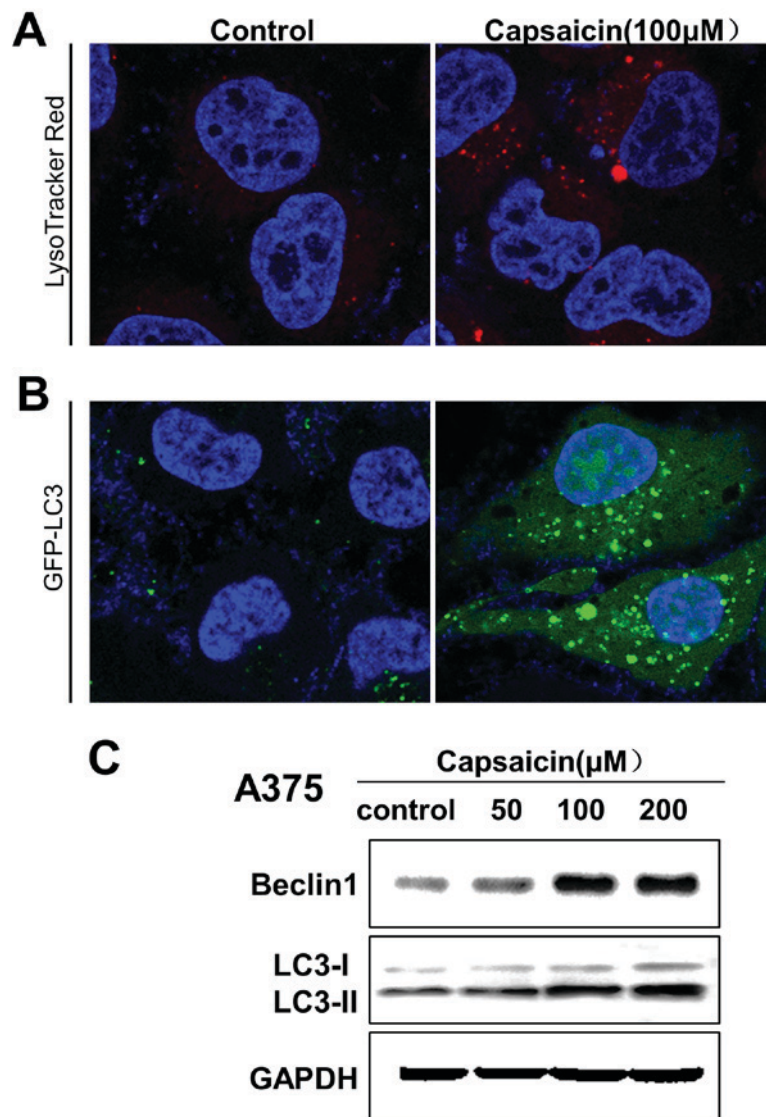 A
Control Capsaicin(100μM）
LysoTracker Red
B
GFP-LC3
C
Capsaicin(μM）
A375
control 50 100 200
Beclin1
LC3-I
LC3-II
GAPDH